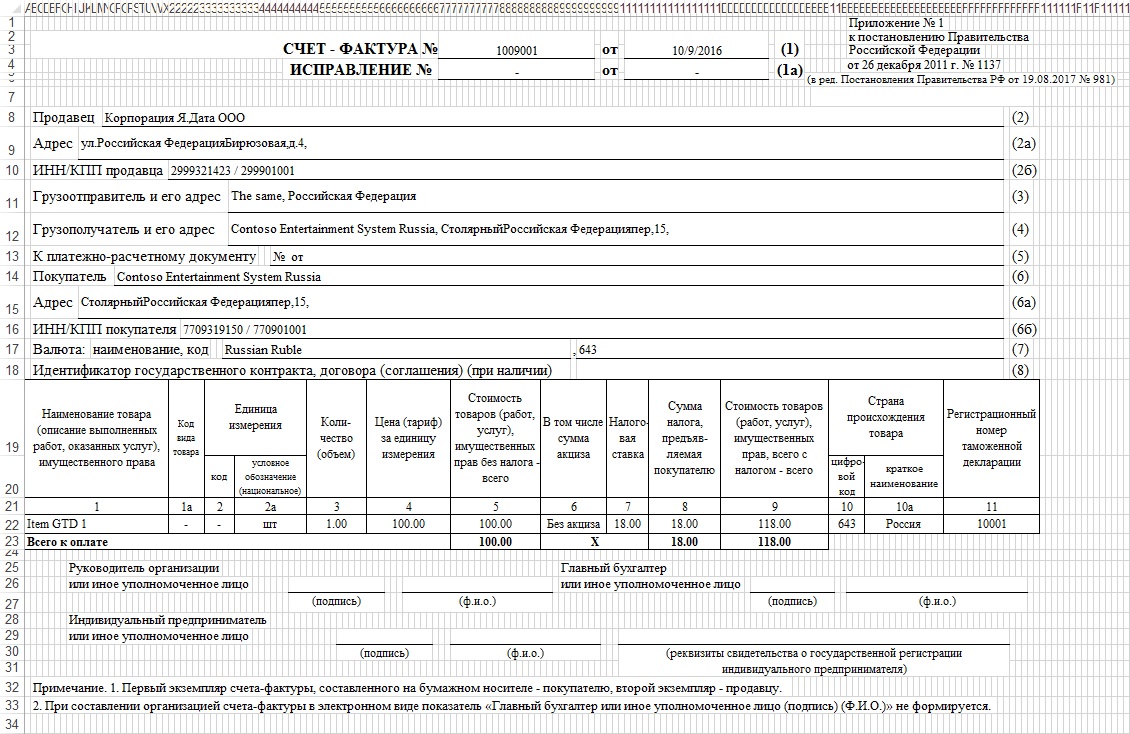 Приложение № 1
к постановлению Правительства
СЧЕТ - ФАКТУРА № 1009001 от 10/9/2016 (1) Российской Федерации
ИСПРАВЛЕНИЕ № - от - (1а) от 26 декабря 2011 г. № 1137
(в ред. Постановления Правительства РФ от 19.08.2017 № 981)
Продавец Корпорация Я.Дата ООО (2)
Адрес ул.Российская ФедерацияБирюзовая,д.4, (2а)
ИНН/КПП продавца 2999321423 / 299901001 (2б)
Грузоотправитель и его адрес The same, Российская Федерация (3)
Грузополучатель и его адрес Contoso Entertainment System Russia, СтолярныйРоссийская Федерацияпер,15, (4)
К платежно-расчетному документу № от (5)
Покупатель Contoso Entertainment System Russia (6)
Адрес СтолярныйРоссийская Федерацияпер,15, (6а)
ИНН/КПП покупателя 7709319150 / 770901001 (6б)
Валюта: наименование, код Russian Ruble , 643 (7)
Идентификатор государственного контракта, договора (соглашения) (при наличии) (8)
Наименование товара
(описание выполненных
работ, оказанных услуг),
имущественного права
Код
вида
товара
Единица
измерения
код
условное
обозначение
(национальное)
Коли-
чество
(объем)
Цена (тариф)
за единицу
измерения
Стоимость
товаров (работ,
услуг),
имущественных
прав без налога -
всего
В том числе
сумма
акциза
Налого-
вая
ставка
Сумма
налога,
предъяв-
ляемая
покупателю
Стоимость товаров
(работ, услуг),
имущественных
прав, всего с
налогом - всего
Страна
происхождения
товара
цифро-
вой
код
краткое
наименование
Регистрационный
номер
таможенной
декларации
1 1а 2 2а 3 4 5 6 7 8 9 10 10а 11
Item GTD 1 - - шт 1.00 100.00 100.00 Без акциза 18.00 18.00 118.00 643 Россия 10001
Всего к оплате 100.00 X 18.00 118.00
Руководитель организации Главный бухгалтер
или иное уполномоченное лицо или иное уполномоченное лицо
(подпись) (ф.и.о.) (подпись) (ф.и.о.)
Индивидуальный предприниматель
или иное уполномоченное лицо
(подпись) (ф.и.о.) (реквизиты свидетельства о государственной регистрации
индивидуального предпринимателя)
Примечание. 1. Первый экземпляр счета-фактуры, составленного на бумажном носителе - покупателю, второй экземпляр - продавцу.
2. При составлении организацией счета-фактуры в электронном виде показатель «Главный бухгалтер или иное уполномоченное лицо (подпись) (Ф.И.О.)» не формируется.